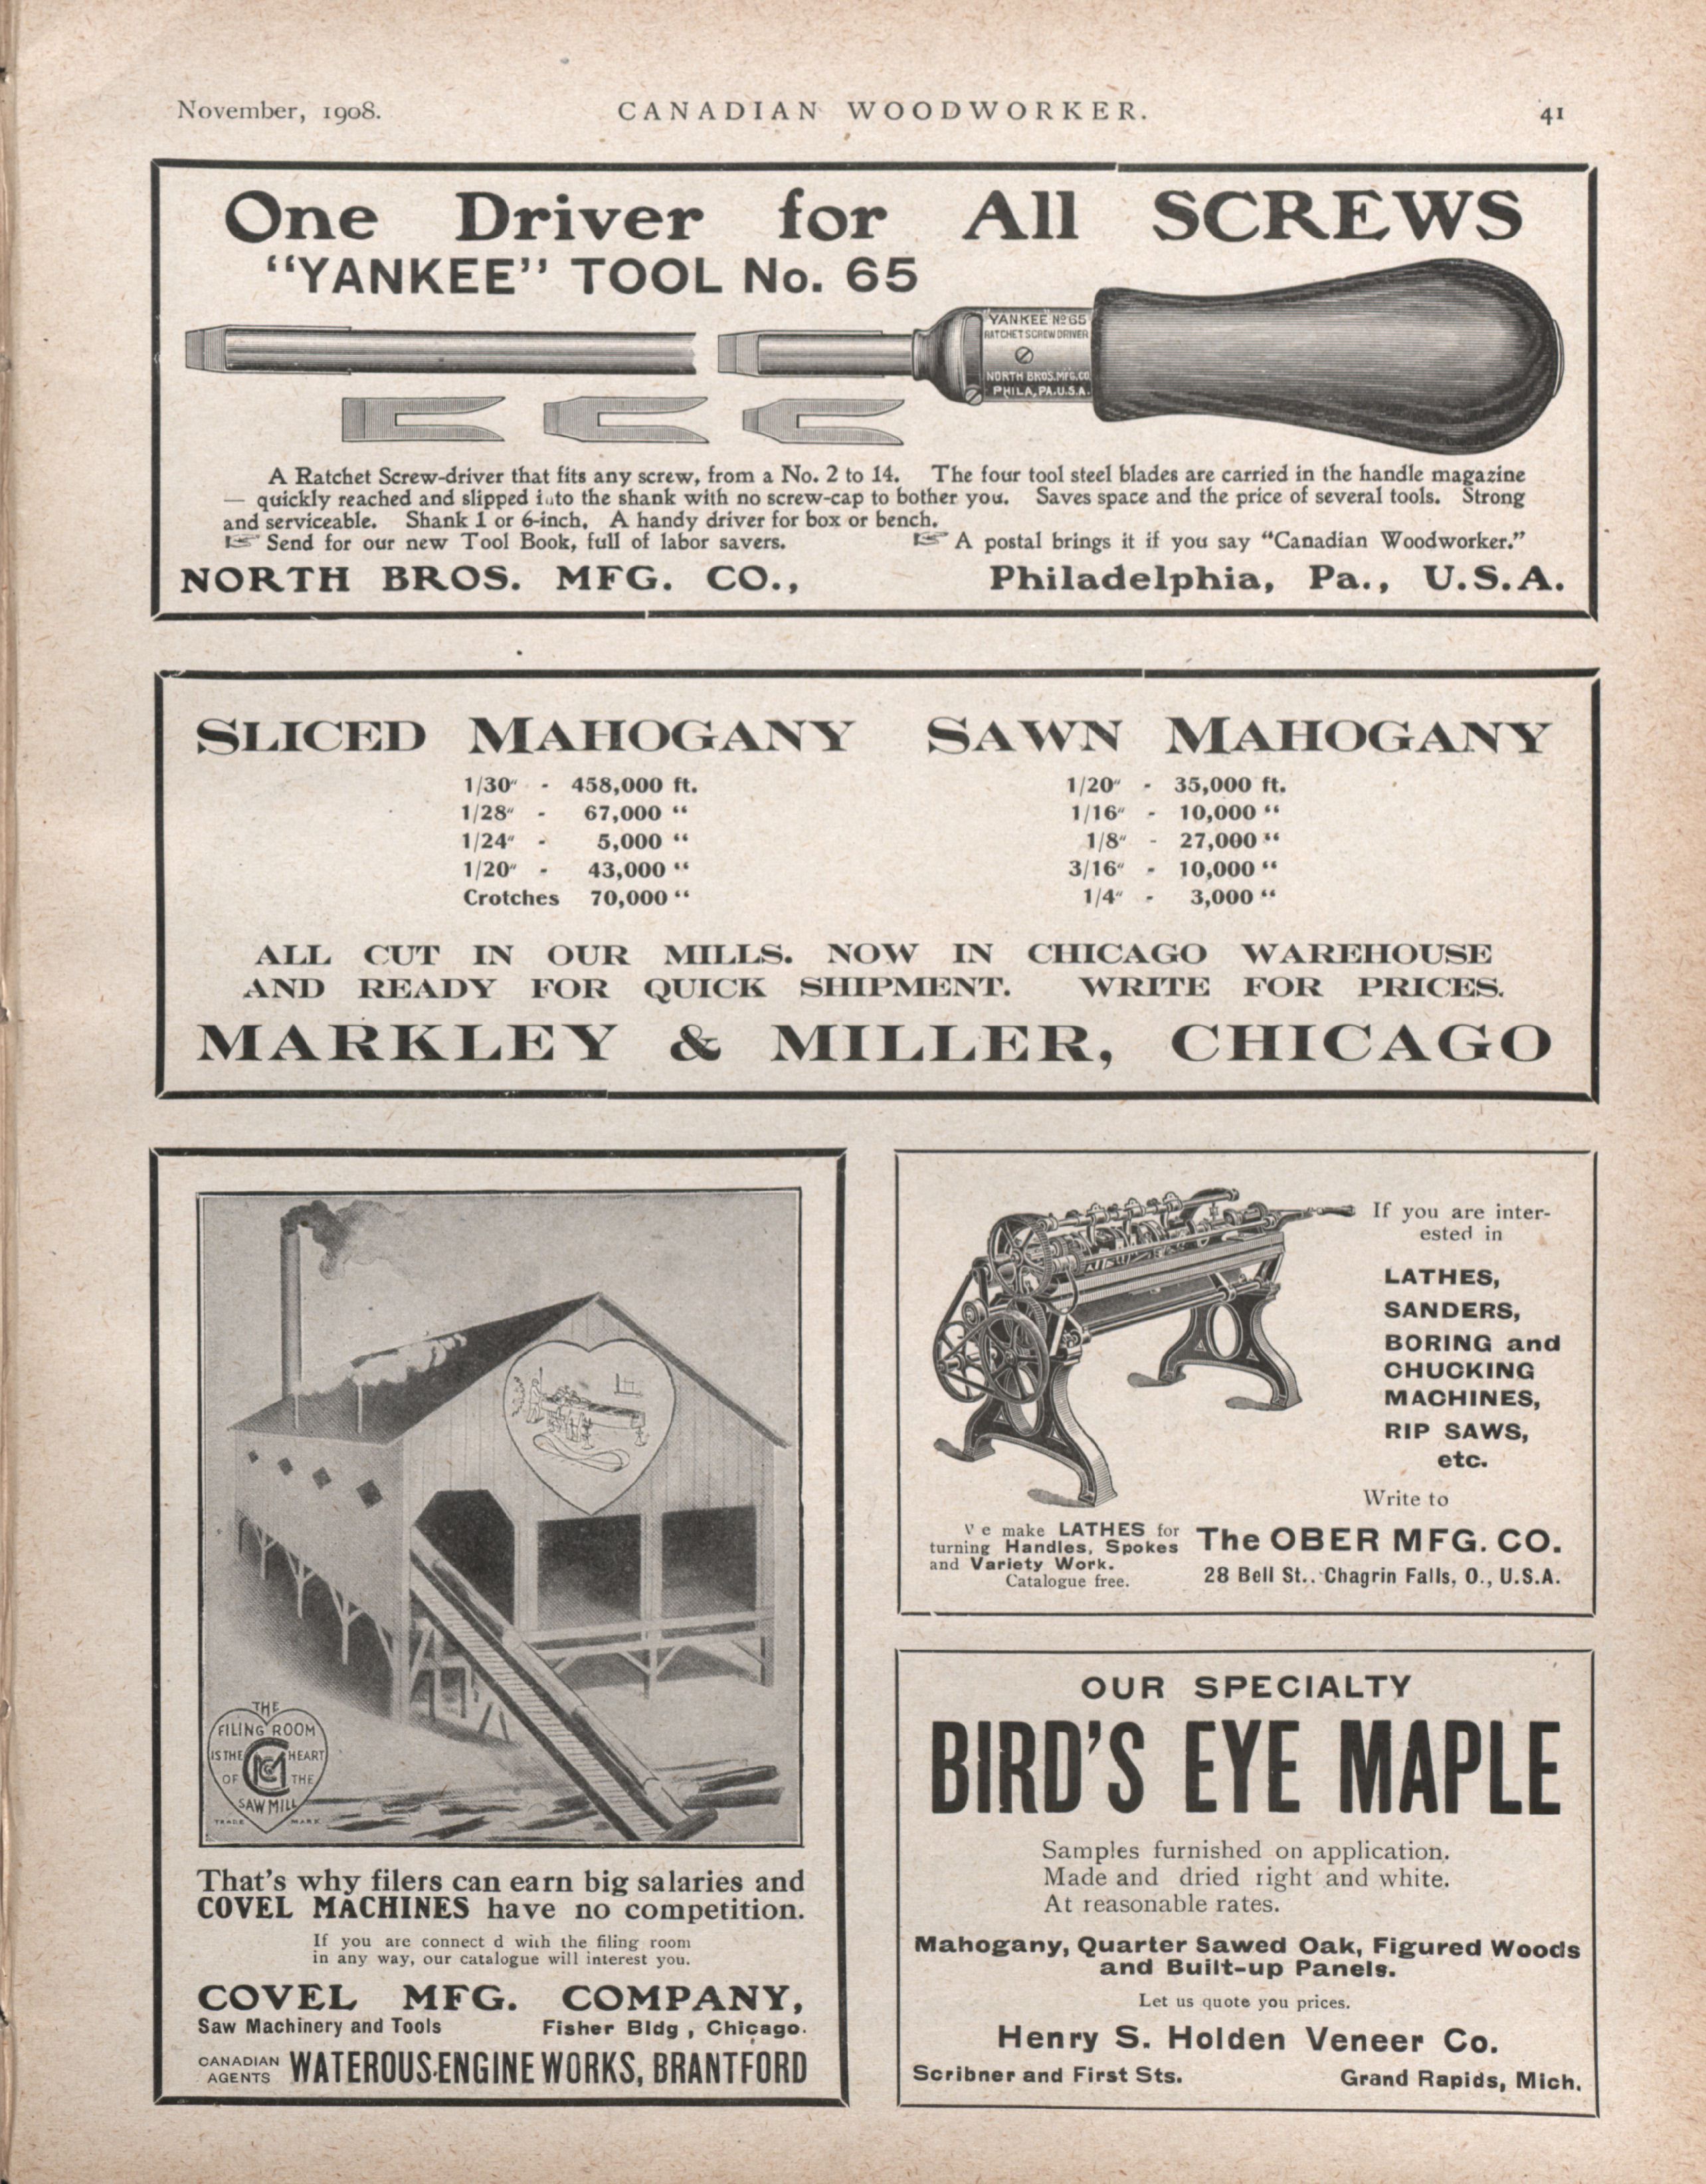 November, 1908.
CANADIAN WOODWORKER.
41
One Driver for All SCREWS
"YANKEE" TOOL No. 65
YANKEE No 65
RATCHET SCREW DRIVER
NORTH BROS. MFG. CO.
PHILA, PA. U.S.A.
A Ratchet Screw-driver that fits any screw, from a No. 2 to 14. The four tool steel blades are carried in the handle magazine
— quickly reached and slipped into the shank with no screw-cap to bother you. Saves space and the price of several tools. Strong
and serviceable. Shank 1 or 6-inch. A handy driver for box or bench.
☞ Send for our new Tool Book, full of labor savers. ☞ A postal brings it if you say "Canadian Woodworker."
NORTH BROS. MFG. CO., Philadelphia, Pa., U.S.A.
SLICED MAHOGANY
1/30" - 458,000 ft.
1/28" - 67,000 "
1/24" - 5,000 "
1/20" - 43,000 "
Crotches 70,000 "
SAWN MAHOGANY
1/20" - 35,000 ft.
1/16" - 10,000 "
1/8" - 27,000 "
3/16" - 10,000 "
1/4" - 3,000 "
ALL CUT IN OUR MILLS. NOW IN CHICAGO WAREHOUSE
AND READY FOR QUICK SHIPMENT. WRITE FOR PRICES.
MARKLEY & MILLER, CHICAGO
THE
FILING ROOM
IS THE HEART
OF THE
SAW MILL
TRADE MARK
That's why filers can earn big salaries and
COVEL MACHINES have no competition.
If you are connect d with the filing room
in any way, our catalogue will interest you.
COVEL MFG. COMPANY,
Saw Machinery and Tools Fisher Bldg , Chicago.
CANADIAN
AGENTS
WATEROUS ENGINE WORKS, BRANTFORD
If you are inter-
ested in
LATHES,
SANDERS,
BORING and
CHUCKING
MACHINES,
RIP SAWS,
etc.
Write to
We make LATHES for
turning Handles, Spokes
and Variety Work.
Catalogue free.
The OBER MFG. CO.
28 Bell St.. Chagrin Falls, O., U.S.A.
OUR SPECIALTY
BIRD'S EYE MAPLE
Samples furnished on application.
Made and dried right and white.
At reasonable rates.
Mahogany, Quarter Sawed Oak, Figured Woods
and Built-up Panels.
Let us quote you prices.
Henry S. Holden Veneer Co.
Scribner and First Sts. Grand Rapids, Mich.